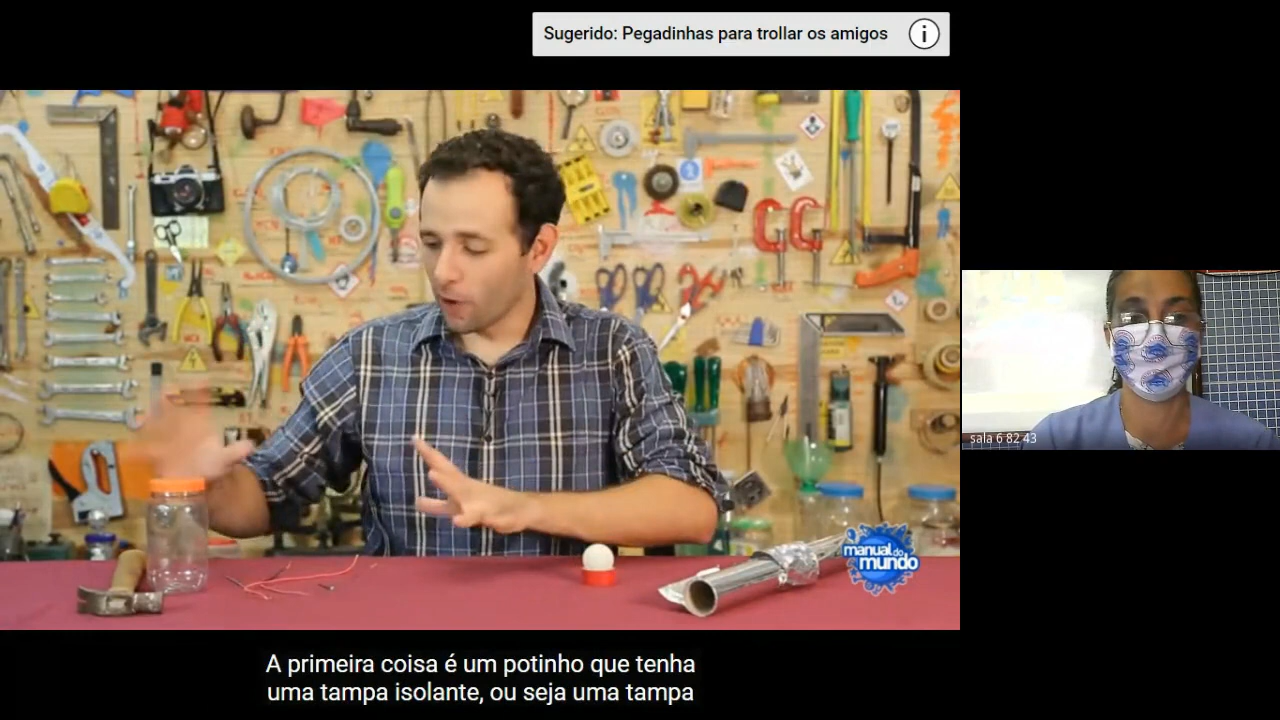 Sugerido: Pegadinhas para trollar os amigos
manual do
mundo
sala 6 82 43
A primeira coisa é um potinho que tenha
uma tampa isolante, ou seja uma tampa